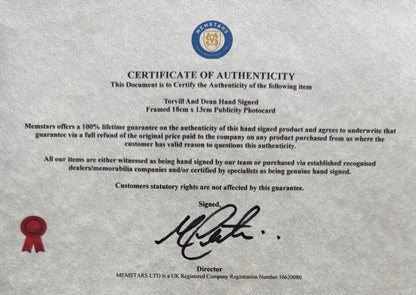 MEMSTARS
CERTIFICATE OF AUTHENTICITY
This Document is to Certify the Authenticity of the following item
Torvill And Dean Hand Signed
Framed 18cm x 13cm Publicity Photocard
Memstars offers a 100% lifetime guarantee on the authenticity of this hand signed product and agrees to underwrite that
guarantee via a full refund of the original price paid to the company on any product purchased from us where the
customer has valid reason to questions this authenticity.
All our items are either witnessed as being hand signed by our team or purchased via established recognised
dealers/memorabilia companies and/or certified by specialists as being genuine hand signed.
Customers statutory rights are not affected by this guarantee.
Signed,
Director
MEMSTARS LTD is a UK Registered Company Registration Number 16620080